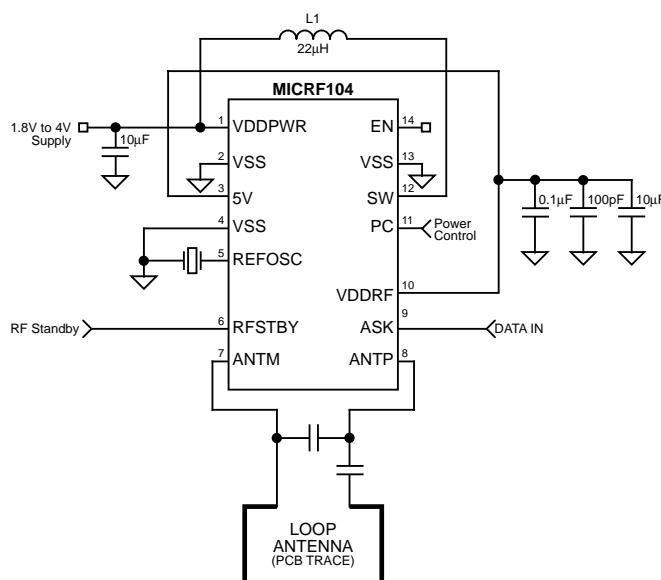 L1
22µH
MICRF104
1.8V to 4V
Supply
10µF
1 VDDPWR
EN 14
2 VSS
VSS 13
3 5V
SW 12
0.1µF 100pF 10µF
4 VSS
PC 11
Power
Control
5 REFOSC
VDDRF 10
RF Standby
6 RFSTBY
ASK 9
DATA IN
7 ANTM
ANTP 8
LOOP
ANTENNA
(PCB TRACE)